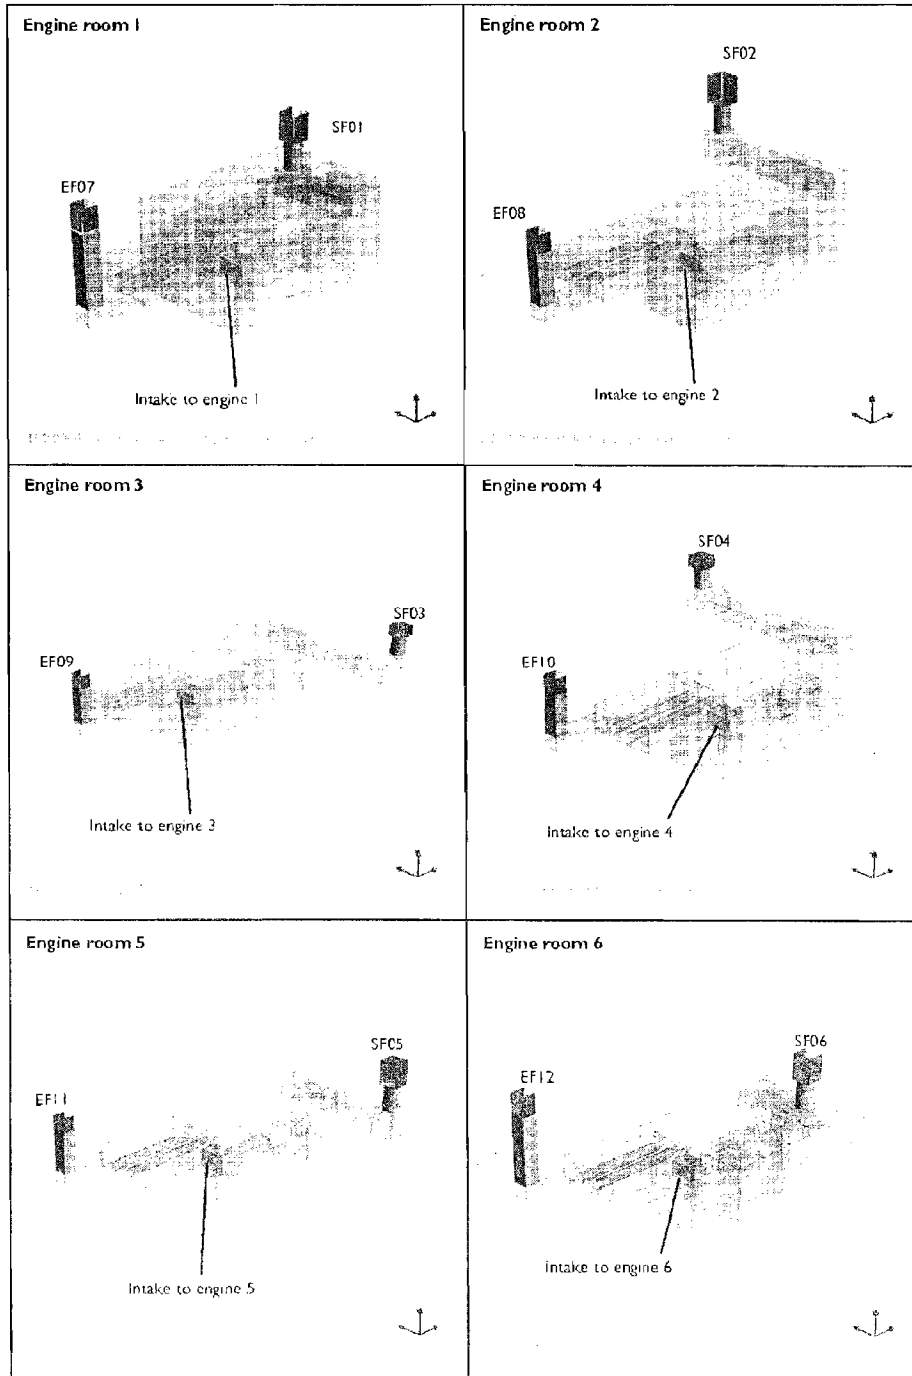 Engine room 1
SF01
EF07
Intake to engine 1
Engine room 2
SF02
EF08
Intake to engine 2
Engine room 3
SF03
EF09
Intake to engine 3
Engine room 4
SF04
EF10
Intake to engine 4
Engine room 5
SF05
EF11
Intake to engine 5
Engine room 6
SF06
EF12
Intake to engine 6